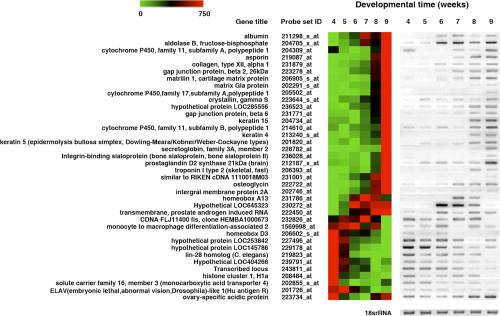 0 750
Developmental time (weeks)
Gene title Probe set ID 4 5 6 7 8 9 4 5 6 7 8 9
albumin 211298_s_at
aldolase B, fructose-bisphosphate 204705_x_at
cytochrome P450, family 11, subfamily A, polypeptide 1 204309_at
asporin 219087_at
collagen, type XII, alpha 1 231879_at
gap junction protein, beta 2, 26kDa 223278_at
matrilin 1, cartilage matrix protein 206905_s_at
matrix Gla protein 202291_s_at
cytochrome P450,family 17,subfamily A,polypeptide 1 205502_at
crystallin, gamma S 223644_s_at
hypothetical protein LOC285556 236523_at
gap junction protein, beta 6 231771_at
keratin 15 204734_at
cytochrome P450, family 11, subfamily B, polypeptide 1 214610_at
keratin 4 213240_s_at
keratin 5 (epidermolysis bullosa simplex, Dowling-Meara/Kobner/Weber-Cockayne types) 201820_at
secretoglobin, family 3A, member 2 228782_at
Integrin-binding sialoprotein (bone sialoprotein, bone sialoprotein II) 236028_at
prostaglandin D2 synthase 21kDa (brain) 212187_x_at
troponin I type 2 (skeletal, fast) 206393_at
similar to RIKEN cDNA 1110018M03 231001_at
osteoglycin 222722_at
intergral membrane protein 2A 202746_at
homeobox A13 231786_at
Hypothetical LOC645323 230272_at
transmembrane, prostate androgen induced RNA 222450_at
CDNA FLJ11400 fis, clone HEMBA1000673 232826_at
monocyte to macrophage differentiation-associated 2 1569998_at
homeobox D3 206602_s_at
hypothetical protein LOC253842 227496_at
hypothetical protein LOC145786 229178_at
lin-28 homolog (C. elegans) 219823_at
Hypothetical LOC404266 239791_at
Transcribed locus 243811_at
histone cluster 1, H1a 208484_at
solute carrier family 16, member 3 (monocarboxylic acid transporter 4) 202855_s_at
ELAV(embryonic lethal,abnormal vision,Drosophila)-like 1(Hu antigen R) 201726_at
ovary-specific acidic protein 223734_at
18srRNA